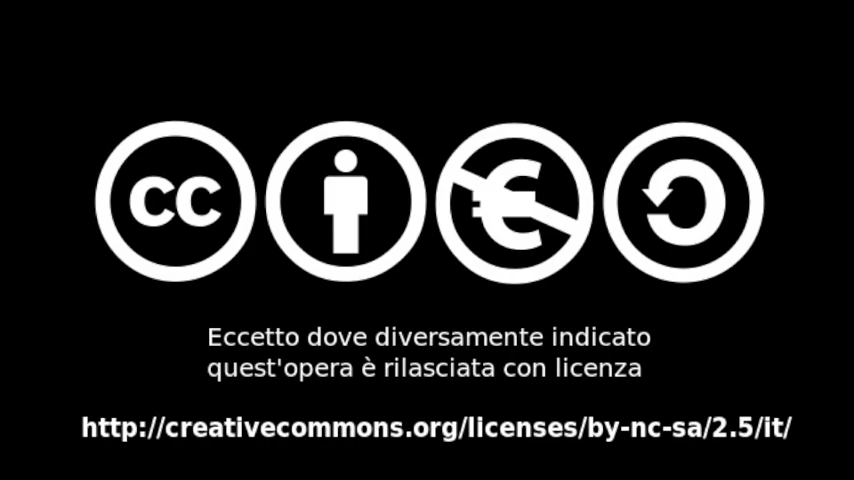 cc
Eccetto dove diversamente indicato
quest'opera è rilasciata con licenza
http://creativecommons.org/licenses/by-nc-sa/2.5/it/